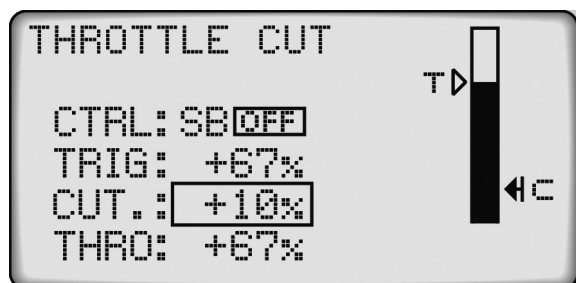 THROTTLE CUT
T
CTRL: SB OFF
TRIG: +67%
CUT.: +10%
C
THRO: +67%